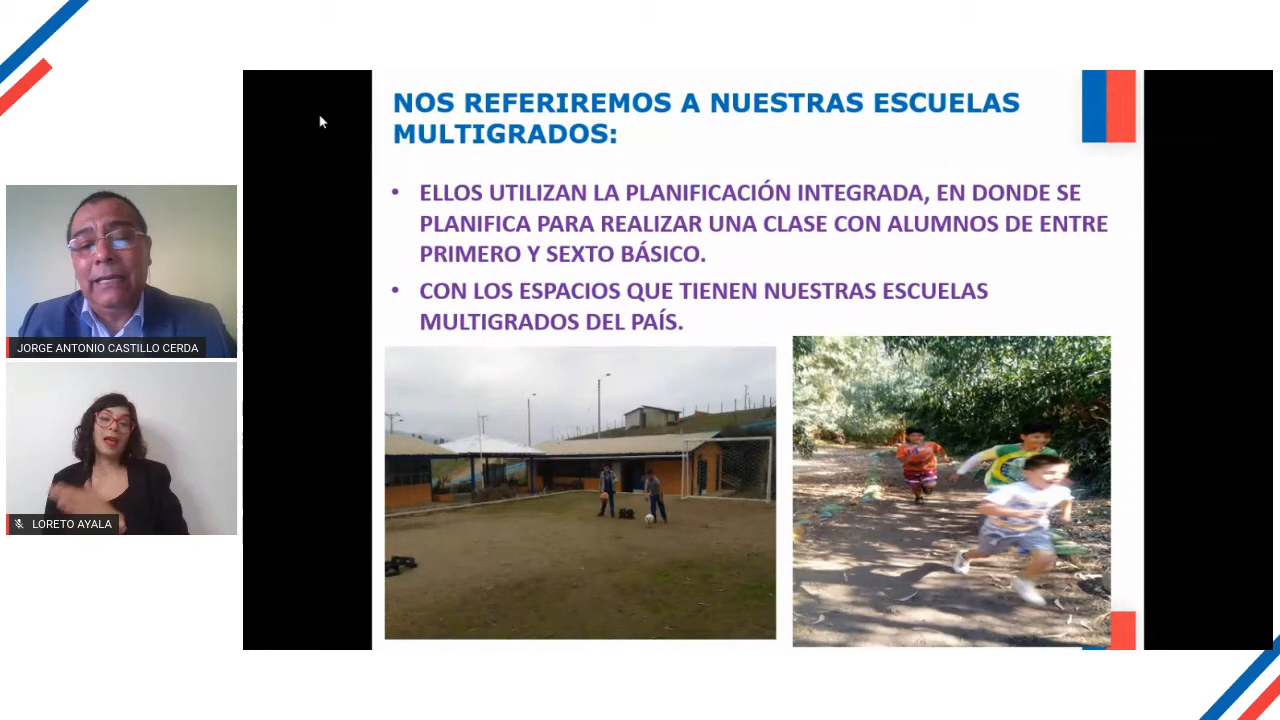 NOS REFERIREMOS A NUESTRAS ESCUELAS
MULTIGRADOS:
• ELLOS UTILIZAN LA PLANIFICACIÓN INTEGRADA, EN DONDE SE
PLANIFICA PARA REALIZAR UNA CLASE CON ALUMNOS DE ENTRE
PRIMERO Y SEXTO BÁSICO.
• CON LOS ESPACIOS QUE TIENEN NUESTRAS ESCUELAS
MULTIGRADOS DEL PAÍS.
JORGE ANTONIO CASTILLO CERDA
LORETO AYALA